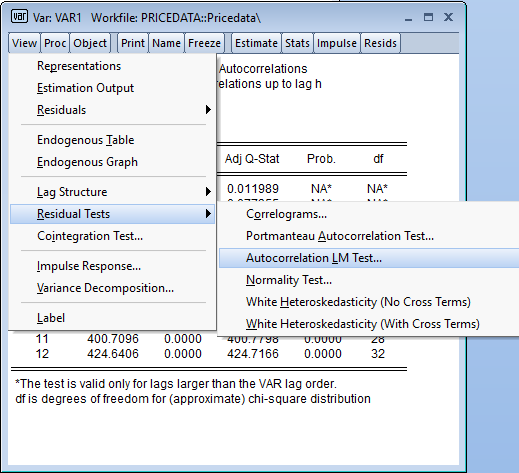 var Var: VAR1 Workfile: PRICEDATA::Pricedata\
View Proc Object Print Name Freeze Estimate Stats Impulse Resids
Autocorrelations
relations up to lag h
Representations
Estimation Output
Residuals
Endogenous Table
Endogenous Graph
Lag Structure
Residual Tests
Cointegration Test...
Impulse Response...
Variance Decomposition...
Label
Adj Q-Stat Prob. df
0.011989 NA* NA*
Correlograms...
Portmanteau Autocorrelation Test...
Autocorrelation LM Test...
Normality Test...
White Heteroskedasticity (No Cross Terms)
White Heteroskedasticity (With Cross Terms)
11 400.7096 0.0000 400.7798 0.0000 28
12 424.6406 0.0000 424.7166 0.0000 32
*The test is valid only for lags larger than the VAR lag order.
df is degrees of freedom for (approximate) chi-square distribution